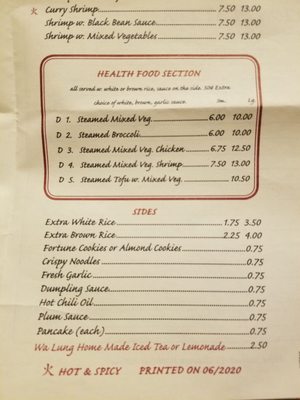 火 Curry Shrimp 7.50 13.00
Shrimp w. Black Bean Sauce 7.50 13.00
Shrimp w. Mixed Vegetables 7.50 13.00
HEALTH FOOD SECTION
all served w. white or brown rice, sauce on the side. 50¢ Extra
choice of white, brown, garlic sauce. Sm. Lg.
D 1. Steamed Mixed Veg. 6.00 10.00
D 2. Steamed Broccoli 6.00 10.00
D 3. Steamed Mixed Veg. Chicken 6.75 12.50
D 4. Steamed Mixed Veg. Shrimp 7.50 13.00
D 5. Steamed Tofu w. Mixed Veg. 10.50
SIDES
Extra White Rice 1.75 3.50
Extra Brown Rice 2.25 4.00
Fortune Cookies or Almond Cookies 0.75
Crispy Noodles 0.75
Fresh Garlic 0.75
Dumpling Sauce 0.75
Hot Chili Oil 0.75
Plum Sauce 0.75
Pancake (each) 0.75
Wa Lung Home Made Iced Tea or Lemonade 2.50
火 HOT & SPICY PRINTED ON 06/2020